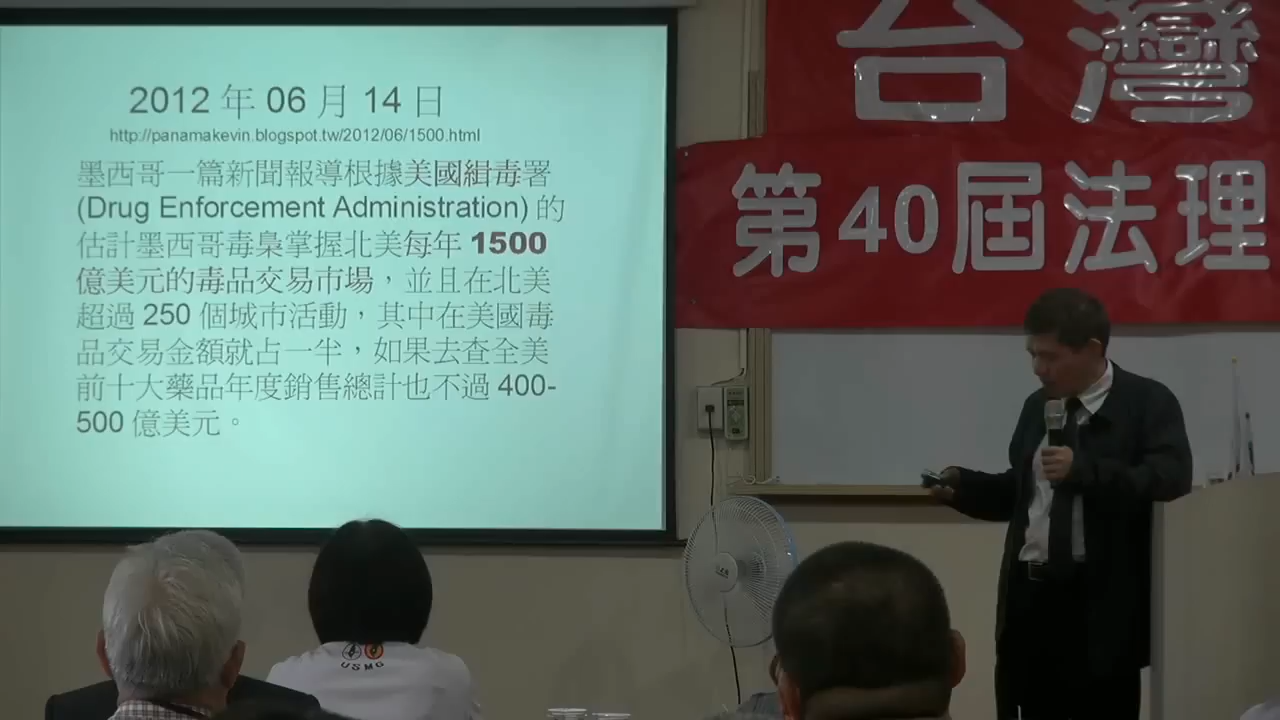 2012 年 06 月 14 日
http://panamakevin.blogspot.tw/2012/06/1500.html
墨西哥一篇新聞報導根據美國緝毒署
(Drug Enforcement Administration) 的
估計墨西哥毒梟掌握北美每年 1500
億美元的毒品交易市場，並且在北美
超過 250 個城市活動，其中在美國毒
品交易金額就占一半，如果去查全美
前十大藥品年度銷售總計也不過 400-
500 億美元。
台灣
第40屆法理
USMG